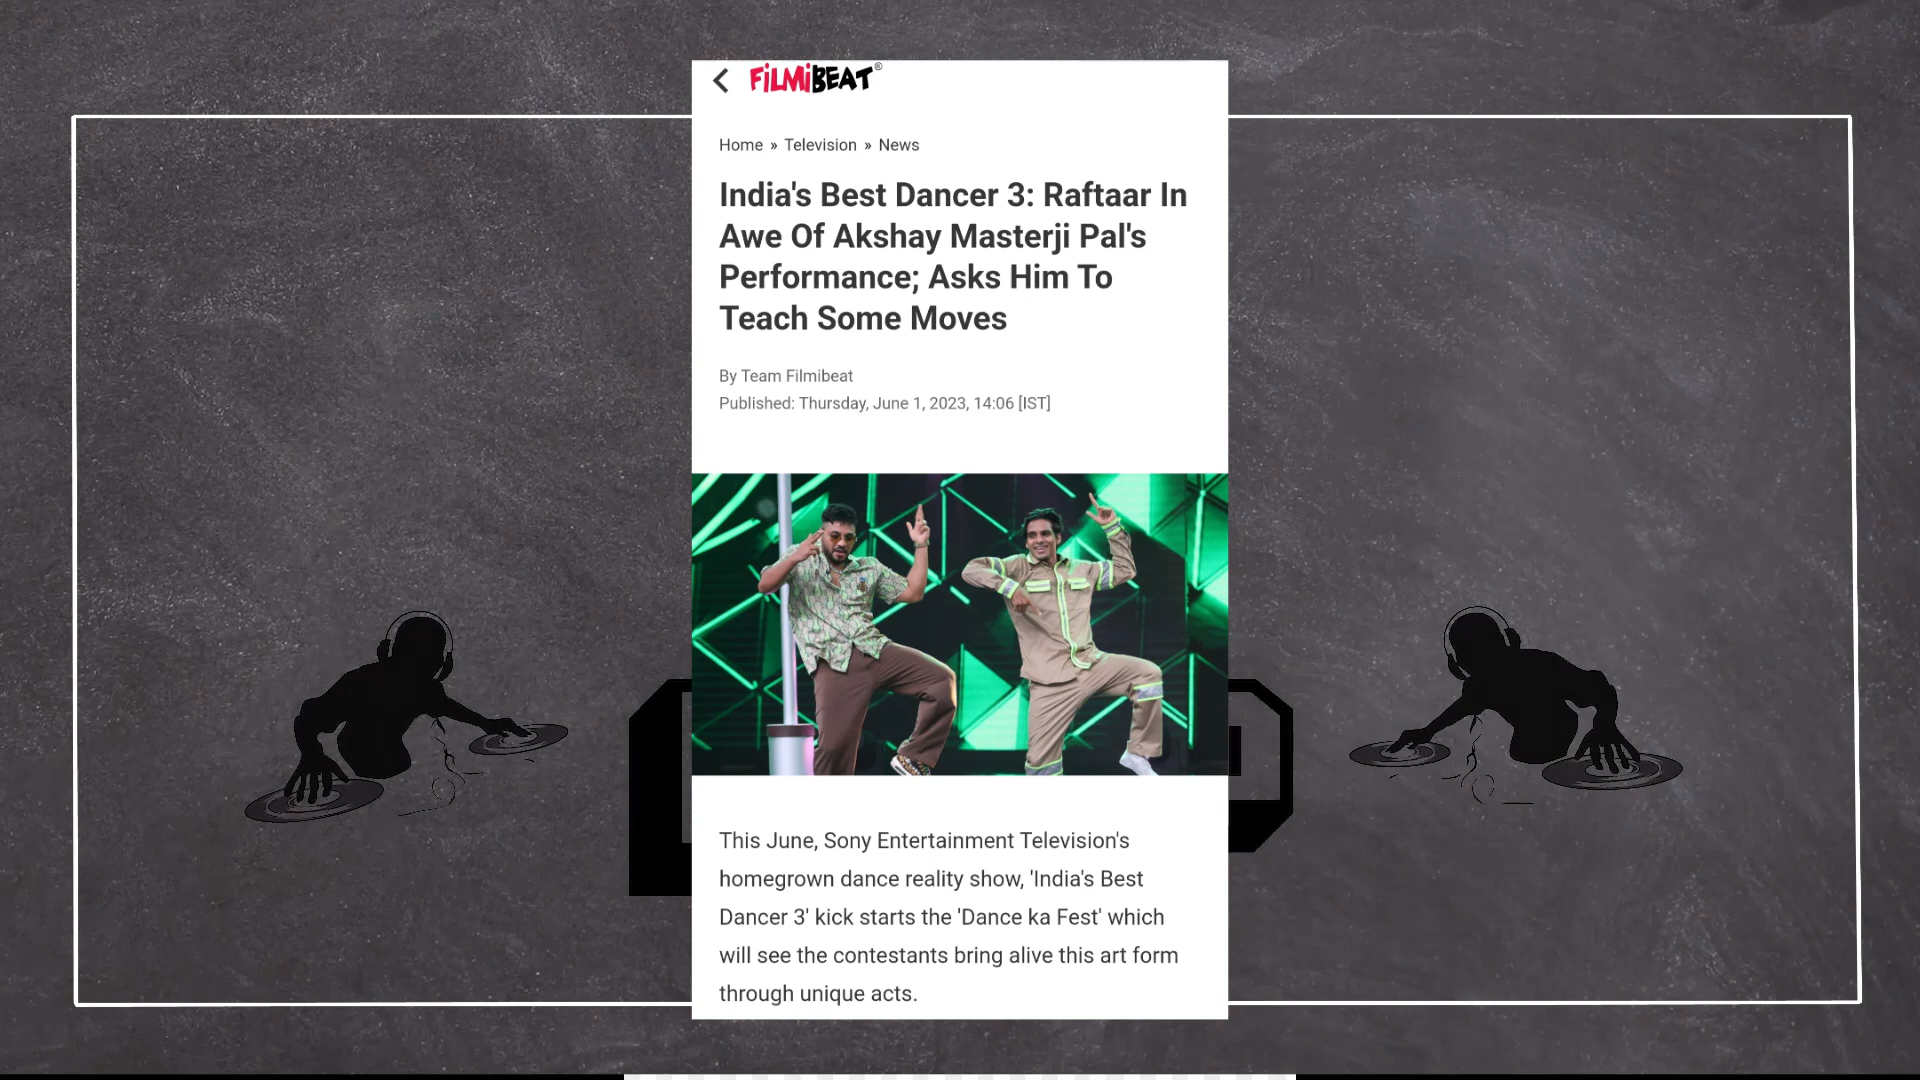 FiLMiBEAT®
Home » Television » News
India's Best Dancer 3: Raftaar In
Awe Of Akshay Masterji Pal's
Performance; Asks Him To
Teach Some Moves
By Team Filmibeat
Published: Thursday, June 1, 2023, 14:06 [IST]
This June, Sony Entertainment Television's
homegrown dance reality show, 'India's Best
Dancer 3' kick starts the 'Dance ka Fest' which
will see the contestants bring alive this art form
through unique acts.